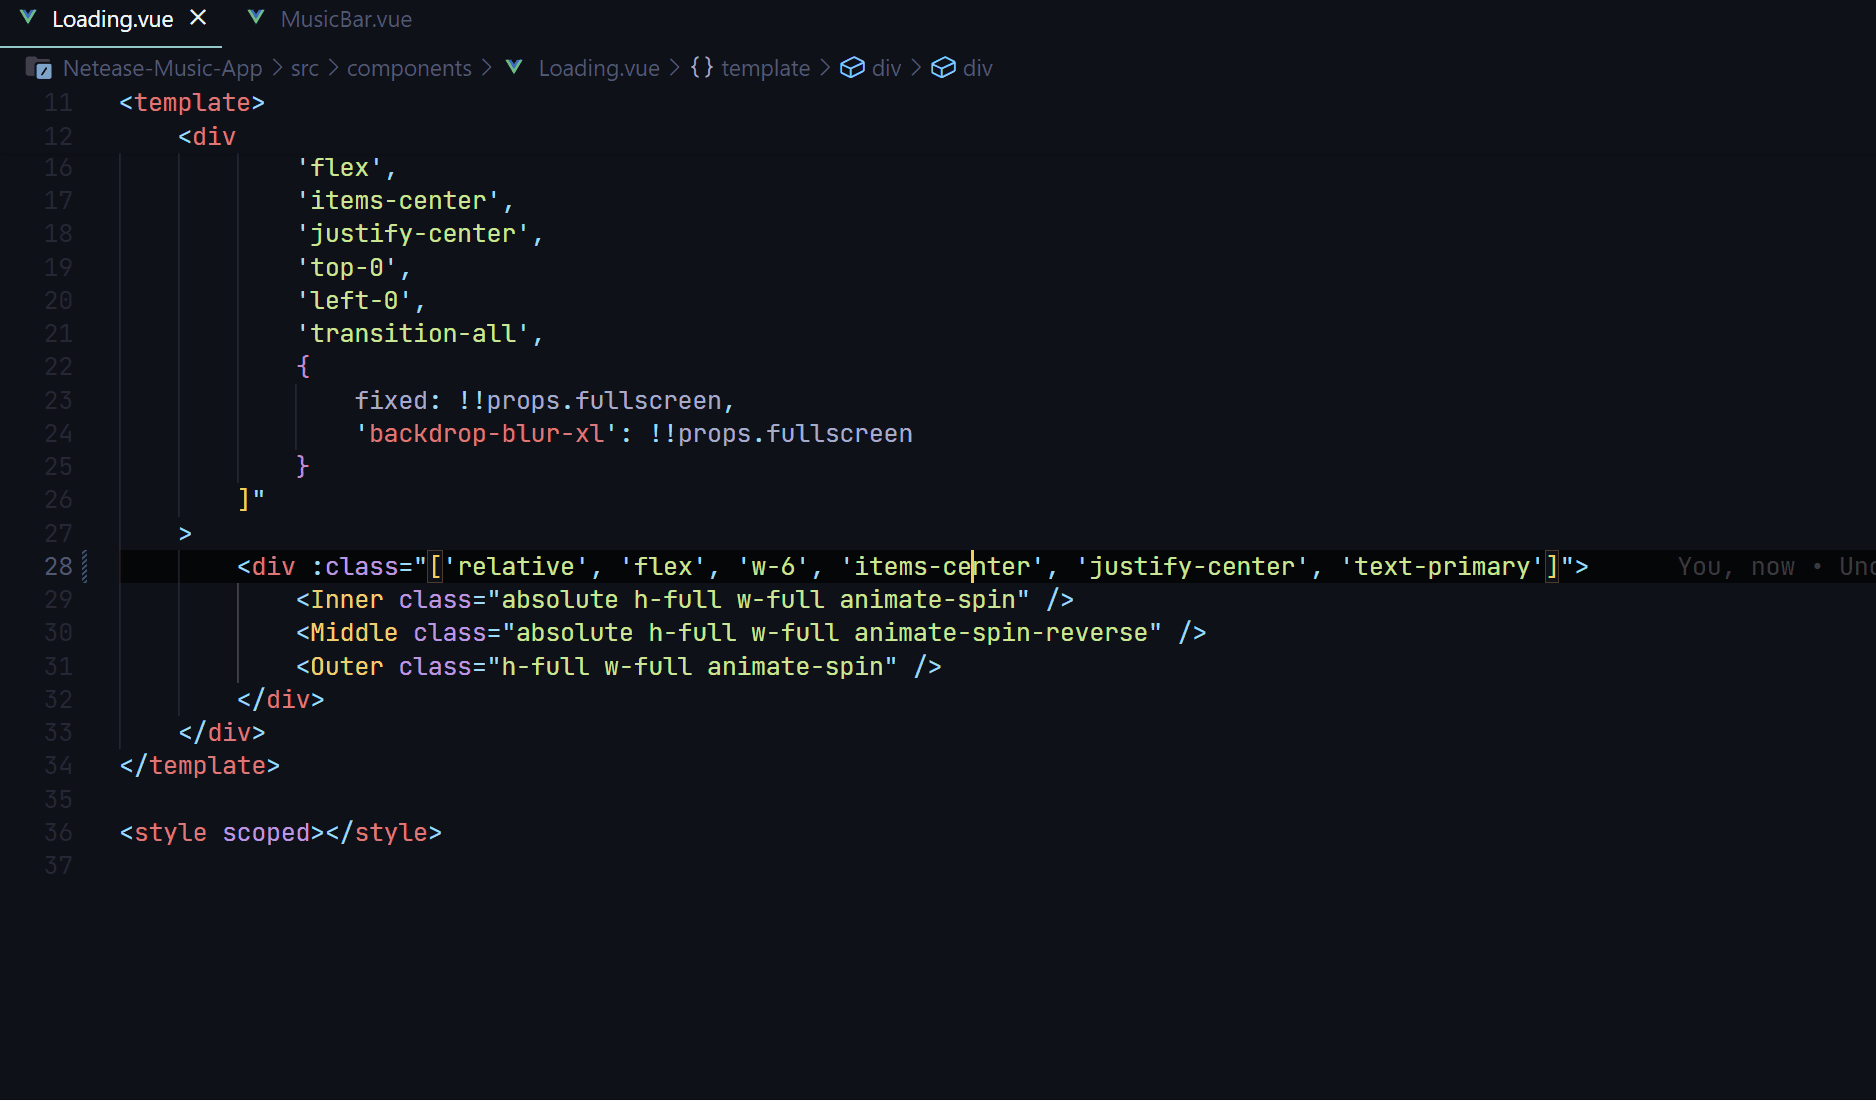 Loading.vue MusicBar.vue
Netease-Music-App > src > components > Loading.vue > {} template > div > div
11 <template>
12 <div
16 'flex',
17 'items-center',
18 'justify-center',
19 'top-0',
20 'left-0',
21 'transition-all',
22 {
23 fixed: !!props.fullscreen,
24 'backdrop-blur-xl': !!props.fullscreen
25 }
26 ]"
27 >
28 <div :class="['relative', 'flex', 'w-6', 'items-center', 'justify-center', 'text-primary']"> You, now • Unc
29 <Inner class="absolute h-full w-full animate-spin" />
30 <Middle class="absolute h-full w-full animate-spin-reverse" />
31 <Outer class="h-full w-full animate-spin" />
32 </div>
33 </div>
34 </template>
35
36 <style scoped></style>
37